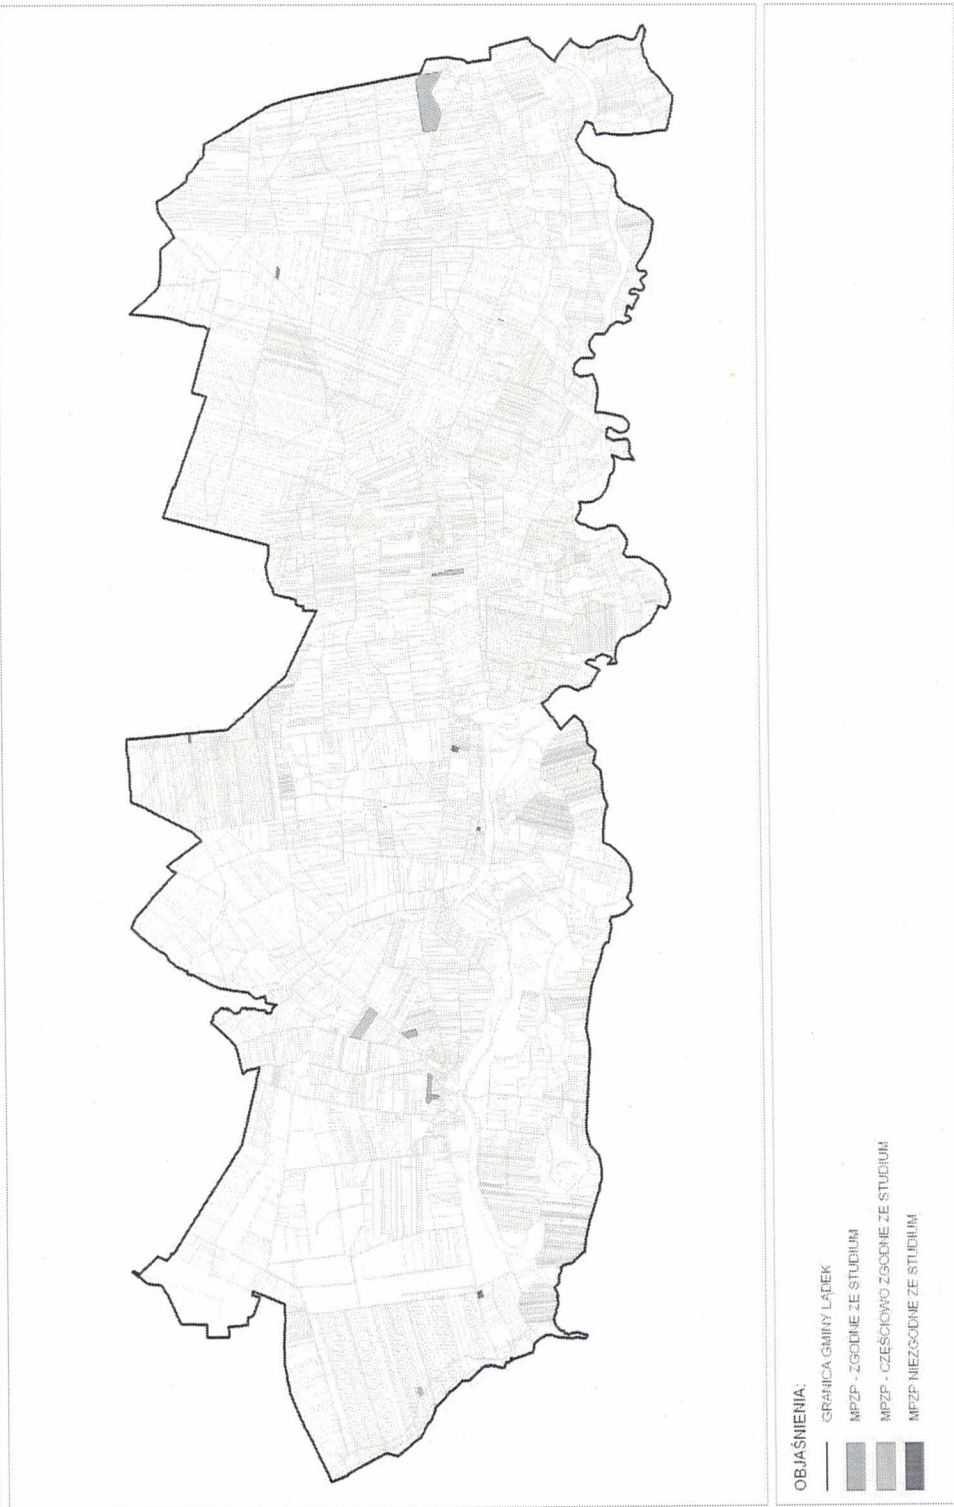 OBJAŚNIENIA:
GRANICA GMINY LĄDEK
MPZP - ZGODNE ZE STUDIUM
MPZP - CZĘŚCIOWO ZGODNE ZE STUDIUM
MPZP NIEZGODNE ZE STUDIUM